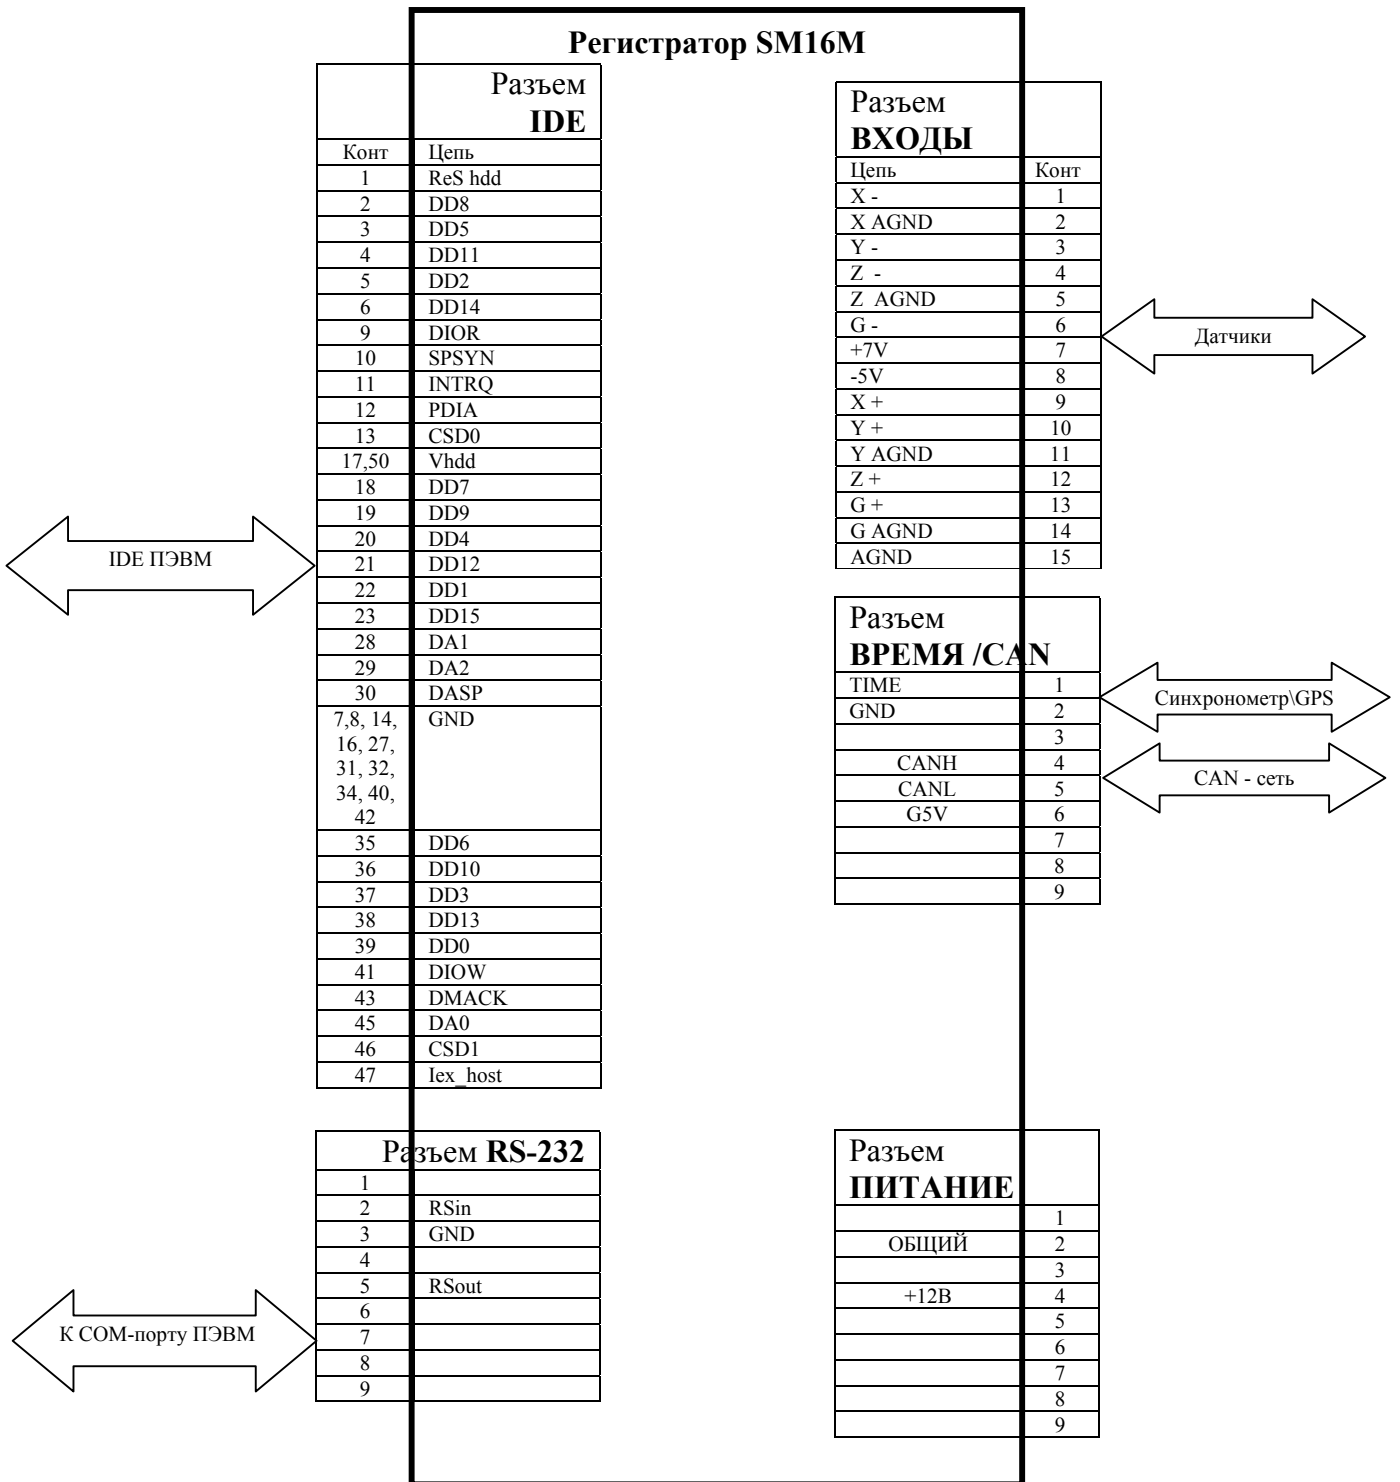 Регистратор SM16M
Разъем
IDE
Конт Цепь
1 ReS hdd
2 DD8
3 DD5
4 DD11
5 DD2
6 DD14
9 DIOR
10 SPSYN
11 INTRQ
12 PDIA
13 CSD0
17,50 Vhdd
18 DD7
19 DD9
20 DD4
21 DD12
22 DD1
23 DD15
28 DA1
29 DA2
30 DASP
7,8, 14, GND
16, 27,
31, 32,
34, 40,
42
35 DD6
36 DD10
37 DD3
38 DD13
39 DD0
41 DIOW
43 DMACK
45 DA0
46 CSD1
47 Iex_host
IDE ПЭВМ
Разъем RS-232
1
2 RSin
3 GND
4
5 RSout
6
7
8
9
К COM-порту ПЭВМ
Разъем
ВХОДЫ
Цепь Конт
X - 1
X AGND 2
Y - 3
Z - 4
Z AGND 5
G - 6
+7V 7
-5V 8
X + 9
Y + 10
Y AGND 11
Z + 12
G + 13
G AGND 14
AGND 15
Датчики
Разъем
ВРЕМЯ /CAN
TIME 1
GND 2
3
CANH 4
CANL 5
G5V 6
7
8
9
Синхронометр\GPS
CAN - сеть
Разъем
ПИТАНИЕ
1
ОБЩИЙ 2
3
+12В 4
5
6
7
8
9